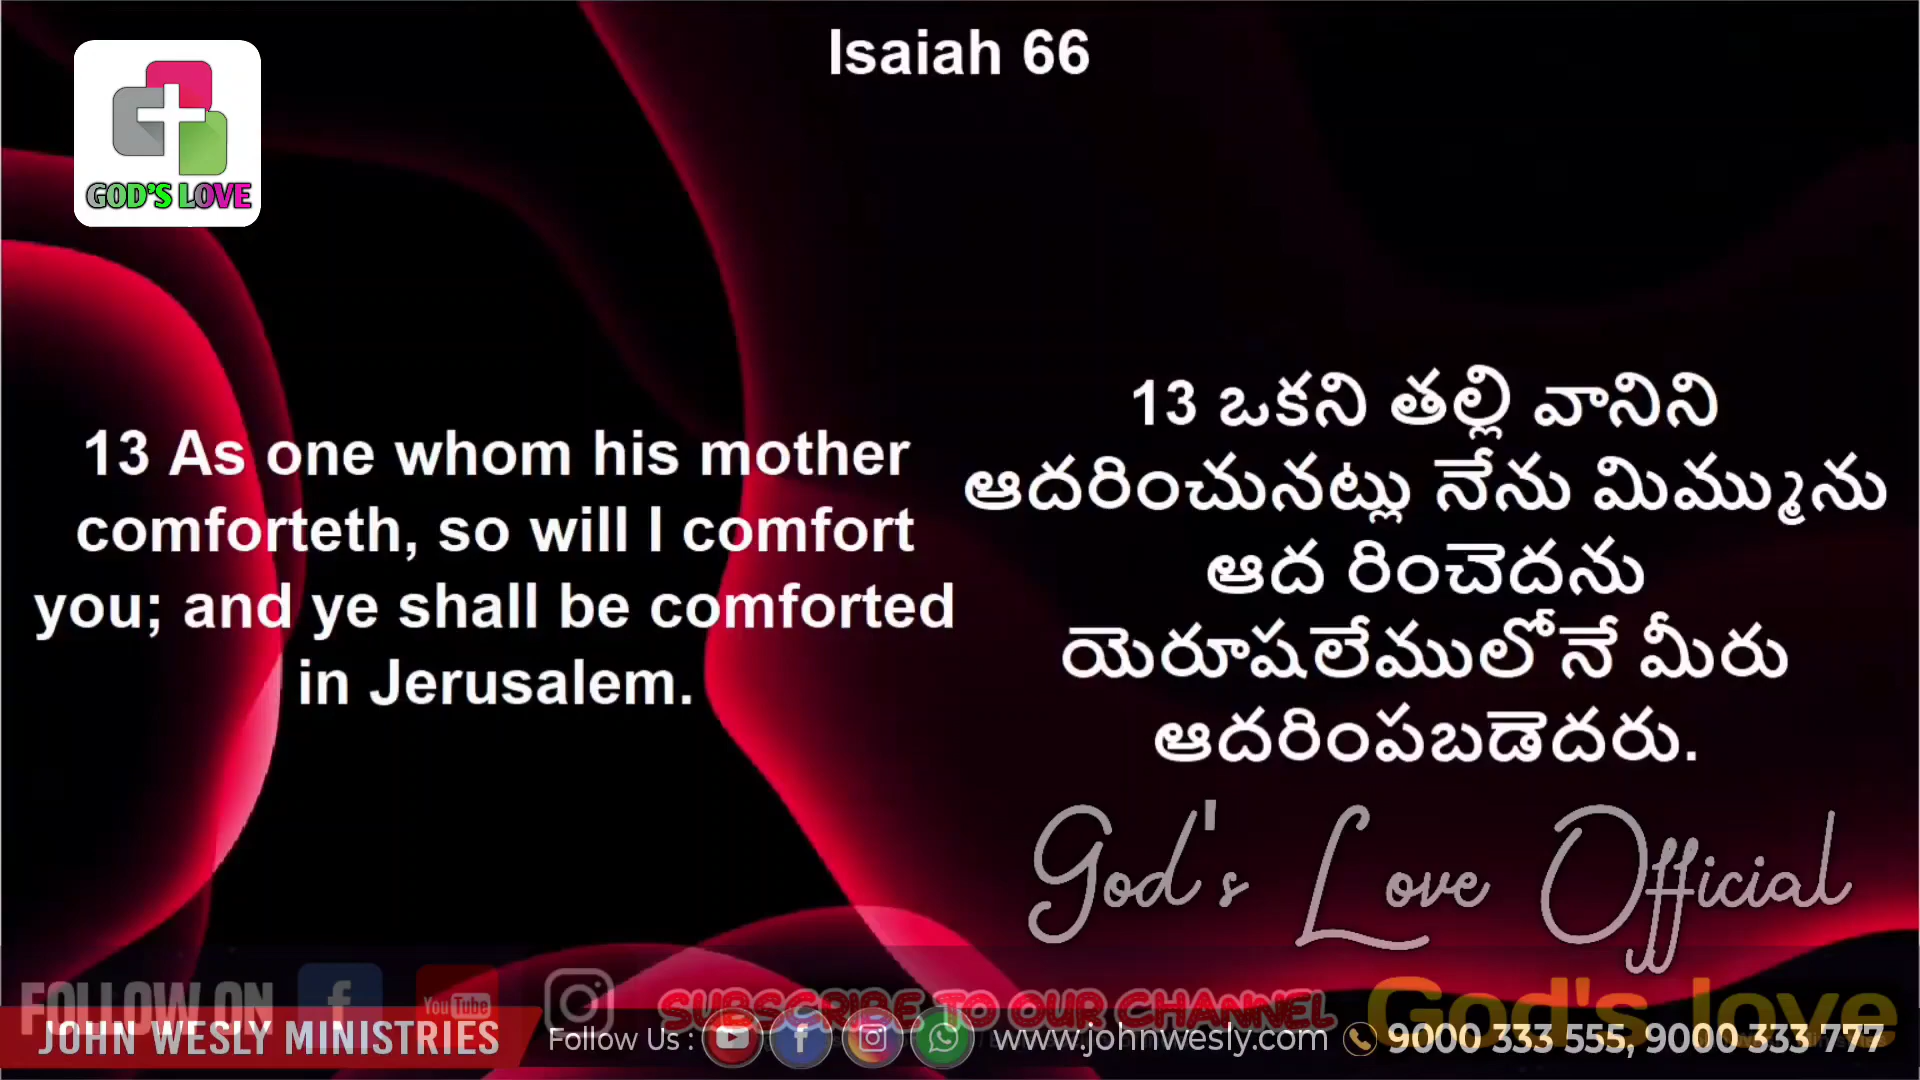 Isaiah 66
GOD'S LOVE
13 As one whom his mother
comforteth, so will I comfort
you; and ye shall be comforted
in Jerusalem.
13 ఒకని తల్లి వానిని
ఆదరించునట్లు నేను మిమ్మును
ఆద రించెదను
యెరూషలేములోనే మీరు
ఆదరింపబడెదరు.
God's Love Official
FOLLOW ON
YouTube
SUBSCRIBE TO OUR CHANNEL
God's love
JOHN WESLY MINISTRIES
Follow Us :
www.johnwesly.com
9000 333 555, 9000 333 777